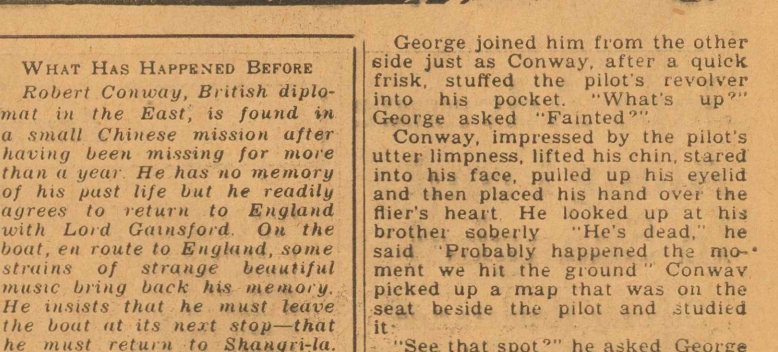 WHAT HAS HAPPENED BEFORE
Robert Conway, British diplo-
mat in the East, is found in
a small Chinese mission after
having been missing for more
than a year. He has no memory
of his past life but he readily
agrees to return to England
with Lord Gainsford. On the
boat, en route to England, some
strains of strange beautiful
music bring back his memory.
He insists that he must leave
the boat at its next stop—that
he must return to Shangri-la.
George joined him from the other
side just as Conway, after a quick
frisk, stuffed the pilot's revolver
into his pocket. "What's up?"
George asked "Fainted?"
Conway, impressed by the pilot's
utter limpness, lifted his chin, stared
into his face, pulled up his eyelid
and then placed his hand over the
flier's heart. He looked up at his
brother soberly "He's dead," he
said "Probably happened the mo-
ment we hit the ground" Conway
picked up a map that was on the
seat beside the pilot and studied
it:
"See that spot?" he asked George